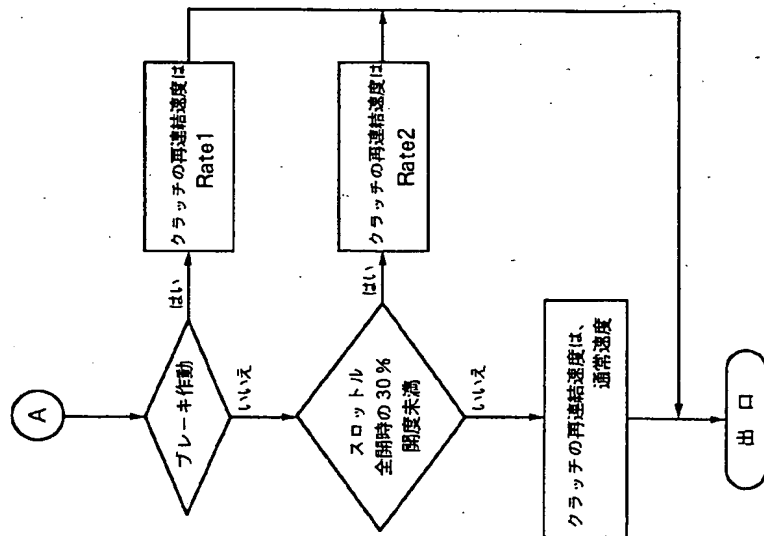 A
ブレーキ作動
はい
クラッチの再連結速度は
Rate1
いいえ
スロットル
全開時の30%
開度未満
はい
クラッチの再連結速度は
Rate2
いいえ
クラッチの再連結速度は、
通常速度
出口